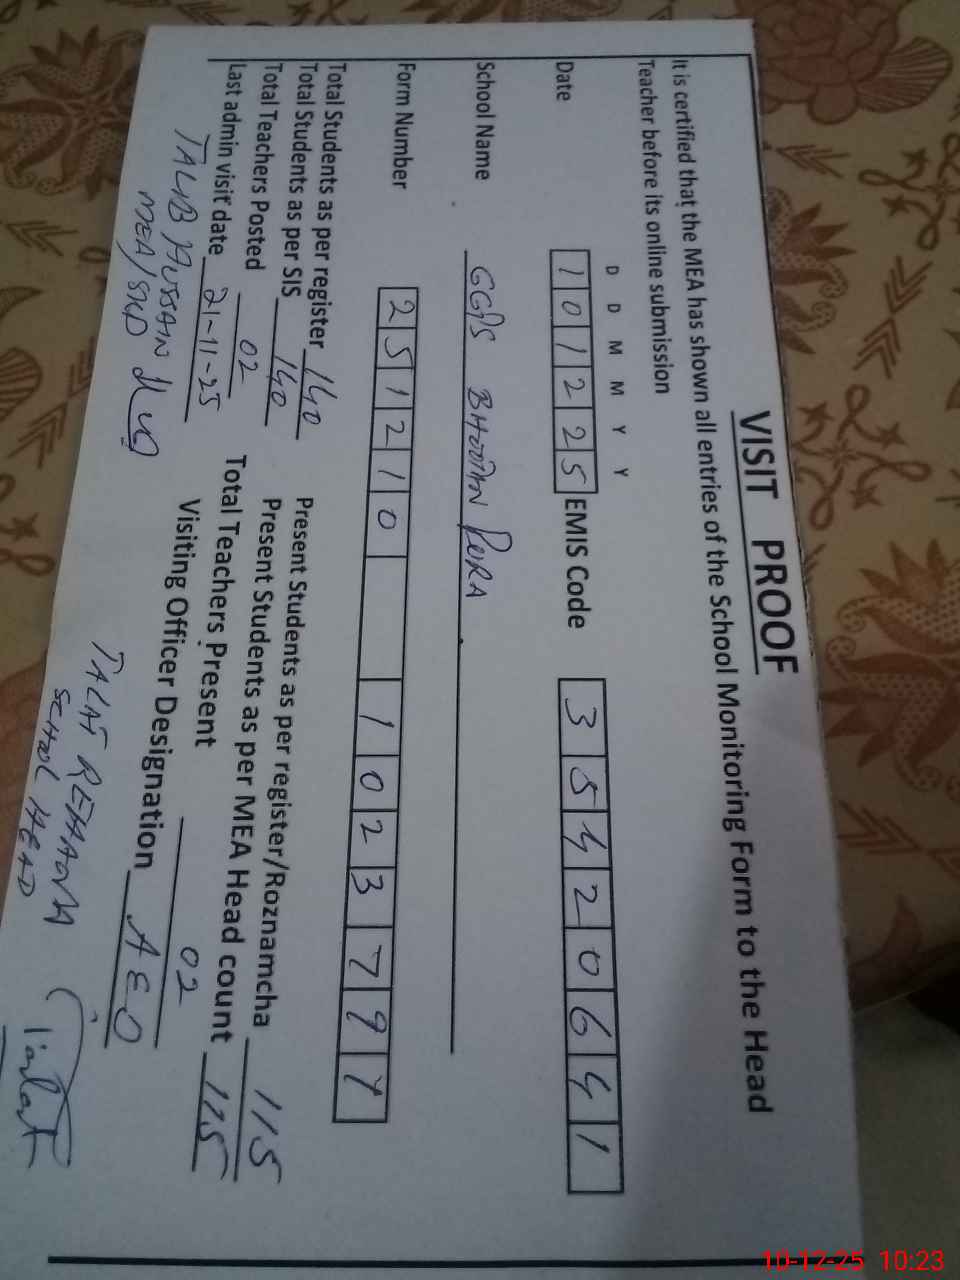 VISIT PROOF
It is certified that the MEA has shown all entries of the School Monitoring Form to the Head
Teacher before its online submission
D D M M Y Y
Date 1 0 1 2 2 5 EMIS Code 3 5 4 2 0 6 4 1
School Name GGPS BHOTIAN PURA
Form Number 2 5 1 2 1 0 1 0 2 3 7 9 7
Total Students as per register 140 Present Students as per register/Roznamcha 115
Total Students as per SIS 140 Present Students as per MEA Head count 115
Total Teachers Posted 02 Total Teachers Present 02
Last admin visit date 21-11-25 Visiting Officer Designation AEO
TALIB HUSSAIN
MEA/SKD
TALAT REHANA
SCHOOL HEAD
10-12-25 10:23